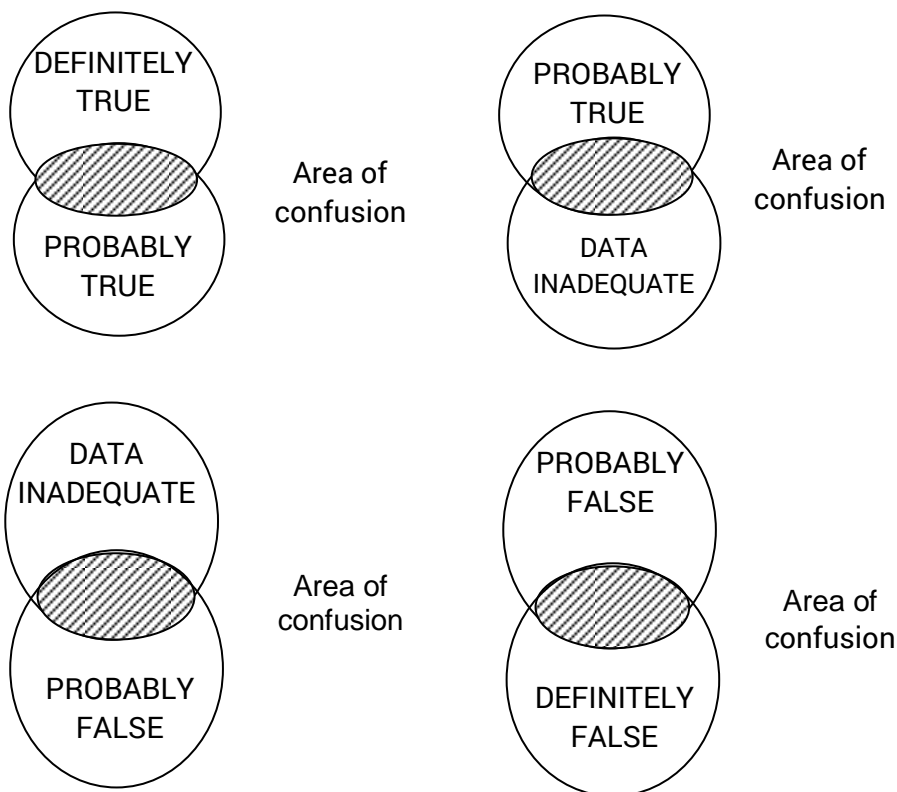 DEFINITELY
TRUE
PROBABLY
TRUE
Area of
confusion
PROBABLY
TRUE
DATA
INADEQUATE
Area of
confusion
DATA
INADEQUATE
PROBABLY
FALSE
Area of
confusion
PROBABLY
FALSE
DEFINITELY
FALSE
Area of
confusion